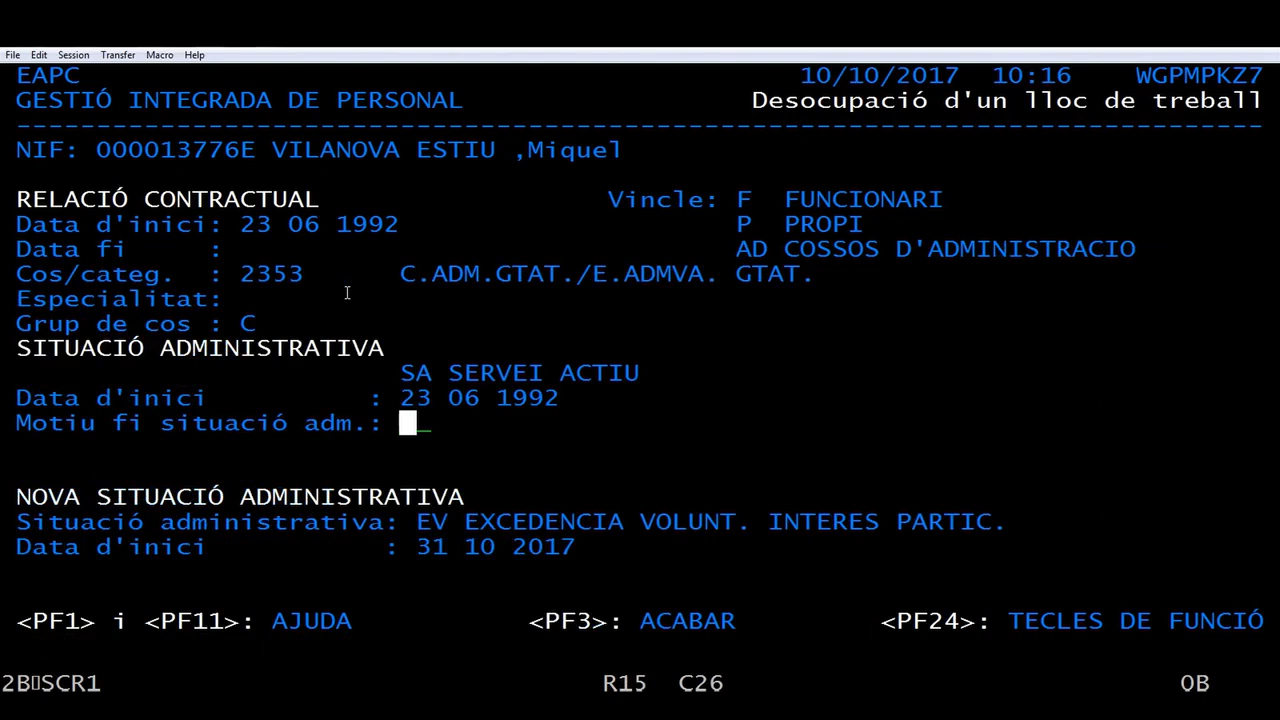 File Edit Session Transfer Macro Help
EAPC 10/10/2017 10:16 WGPMPKZ7
GESTIÓ INTEGRADA DE PERSONAL Desocupació d'un lloc de treball
------------------------------------------------------------------------------
NIF: 000013776E VILANOVA ESTIU ,Miquel
RELACIÓ CONTRACTUAL Vincle: F FUNCIONARI
Data d'inici: 23 06 1992 P PROPI
Data fi : AD COSSOS D'ADMINISTRACIO
Cos/categ. : 2353 C.ADM.GTAT./E.ADMVA. GTAT.
Especialitat:
Grup de cos : C
SITUACIÓ ADMINISTRATIVA
SA SERVEI ACTIU
Data d'inici : 23 06 1992
Motiu fi situació adm.: _
NOVA SITUACIÓ ADMINISTRATIVA
Situació administrativa: EV EXCEDENCIA VOLUNT. INTERES PARTIC.
Data d'inici : 31 10 2017
<PF1> i <PF11>: AJUDA <PF3>: ACABAR <PF24>: TECLES DE FUNCIÓ
2B▯SCR1 R15 C26 OB